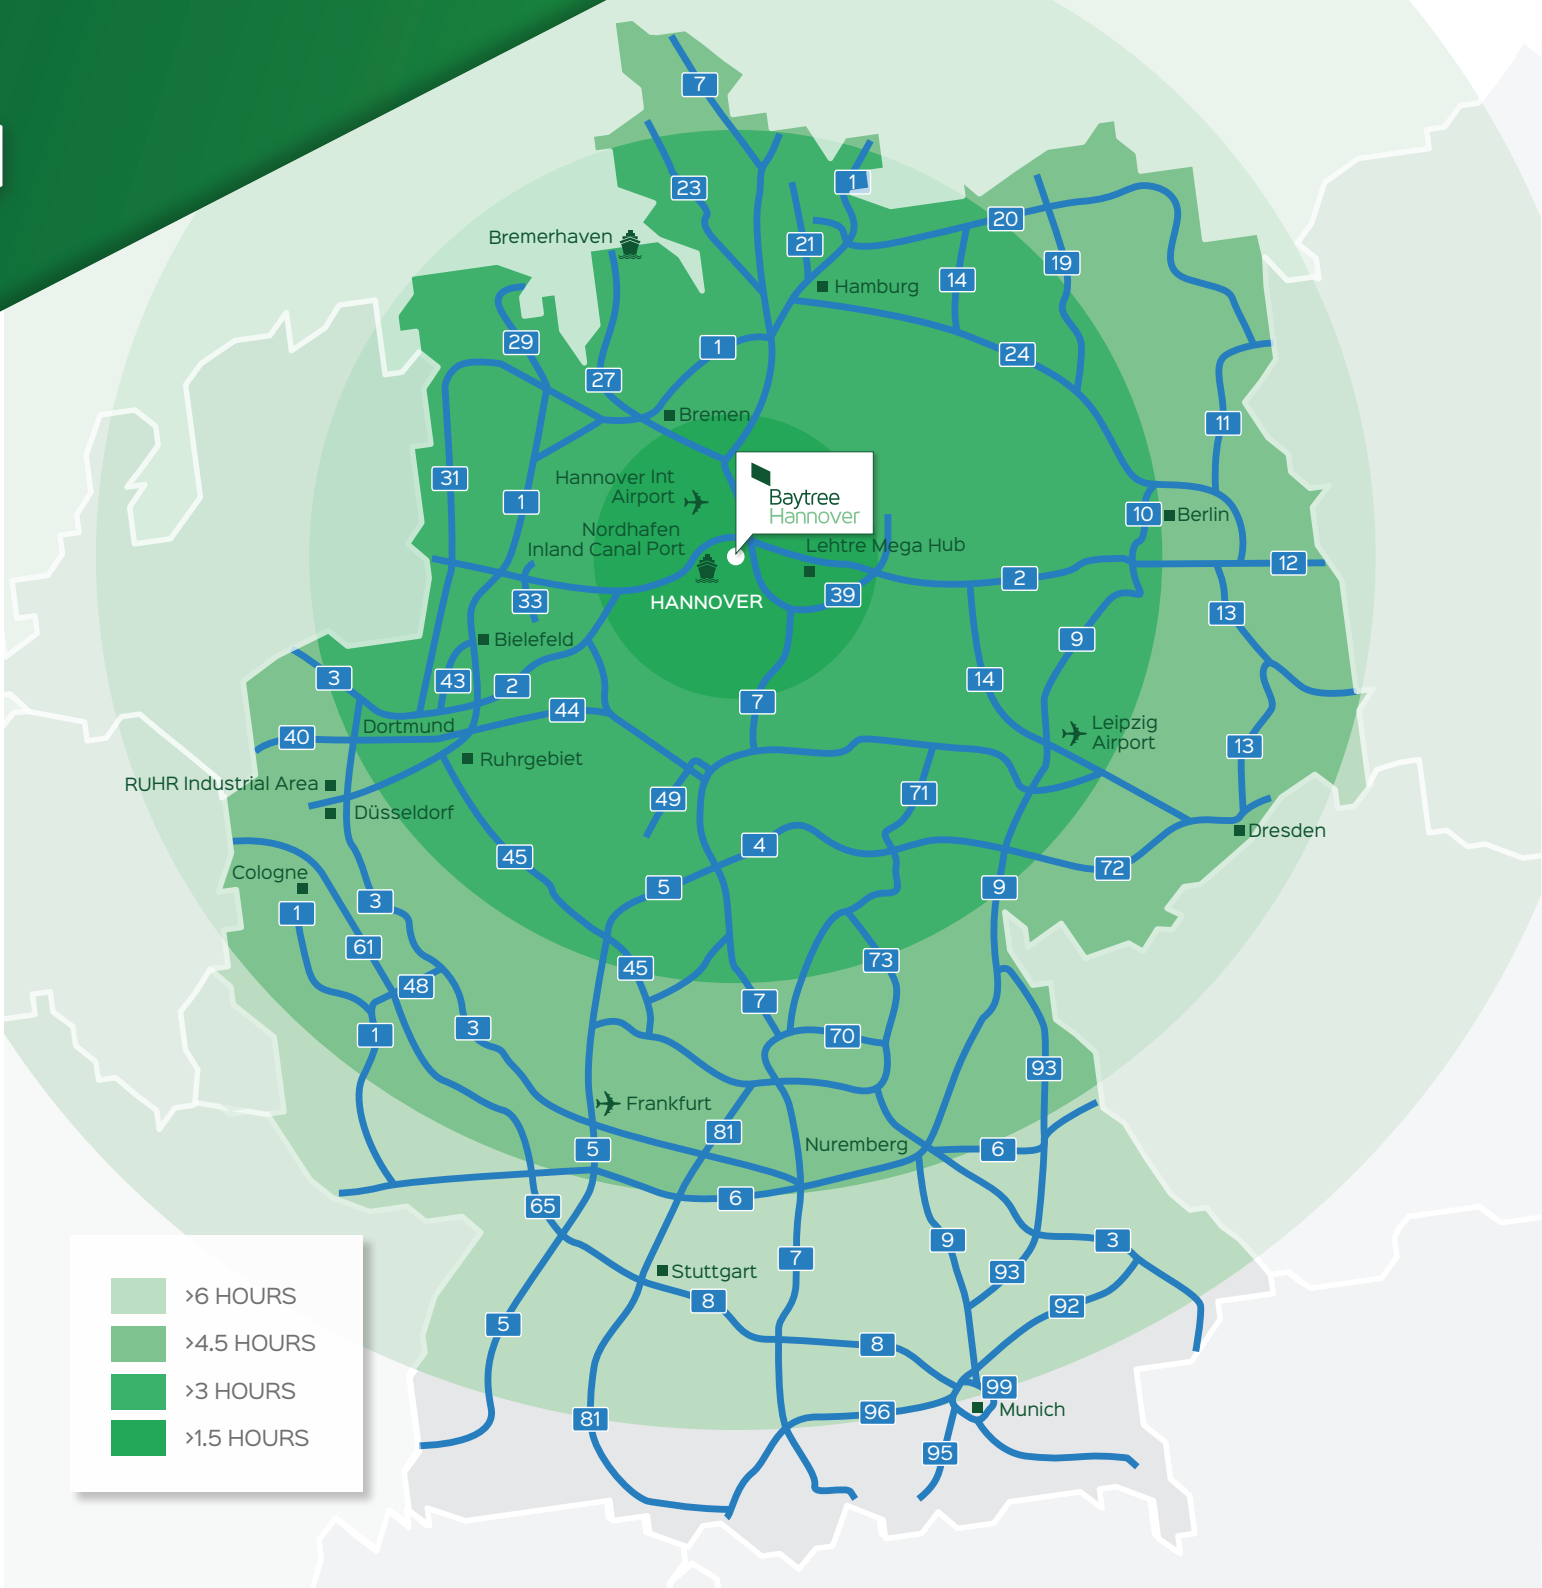 7
23
1
20
Bremerhaven
21
19
14
Hamburg
29
1
24
27
Bremen
11
31
Hannover Int
Airport
1
Baytree
Hannover
10
Berlin
Nordhafen
Inland Canal Port
Lehtre Mega Hub
12
2
33
HANNOVER
39
13
Bielefeld
9
3
43
2
14
7
44
Dortmund
Leipzig
Airport
40
13
Ruhrgebiet
RUHR Industrial Area
49
71
Düsseldorf
Dresden
4
45
72
Cologne
5
9
3
1
61
73
45
48
7
3
1
70
93
Frankfurt
81
Nuremberg
5
6
6
65
9
3
7
93
Stuttgart
8
92
5
8
99
Munich
96
81
95
>6 HOURS
>4.5 HOURS
>3 HOURS
>1.5 HOURS